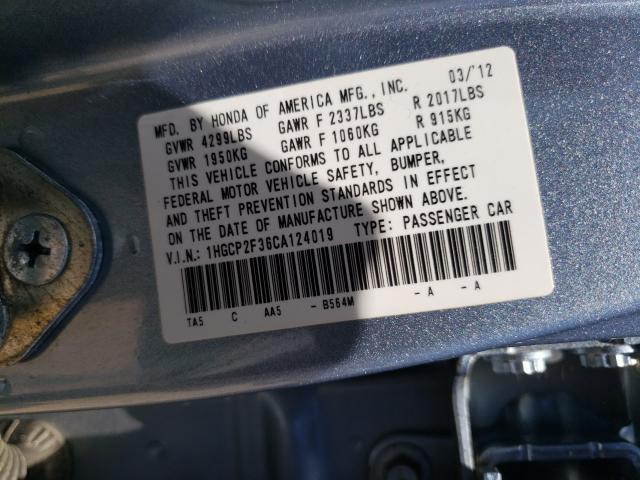 MFD. BY HONDA OF AMERICA MFG., INC. 03/'12
GVWR 4299LBS GAWR F 2337LBS R 2017LBS
GVWR 1950KG GAWR F 1060KG R 915KG
THIS VEHICLE CONFORMS TO ALL APPLICABLE
FEDERAL MOTOR VEHICLE SAFETY, BUMPER,
AND THEFT PREVENTION STANDARDS IN EFFECT
ON THE DATE OF MANUFACTURE SHOWN ABOVE.
V.I.N.: 1HGCP2F36CA124019 TYPE: PASSENGER CAR
TA5 C AA5 - B564M - A - A